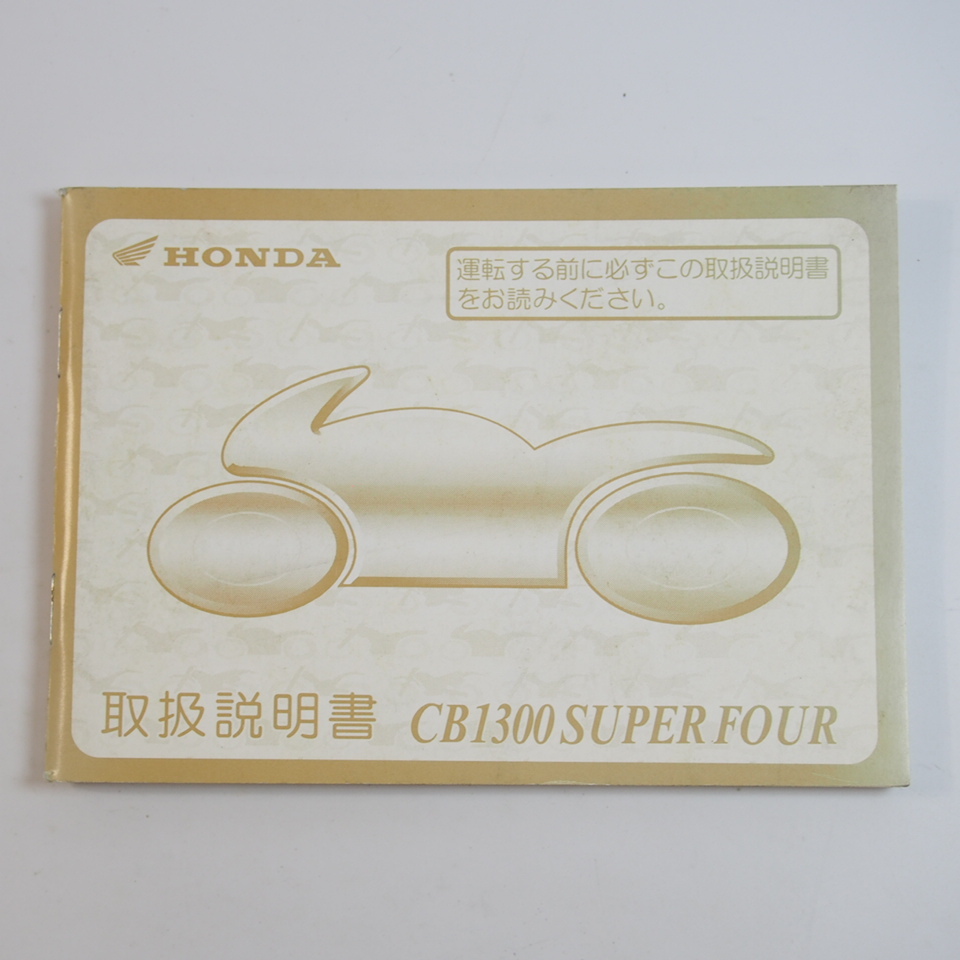 HONDA
運転する前に必ずこの取扱説明書
をお読みください。
取扱説明書 CB1300 SUPER FOUR